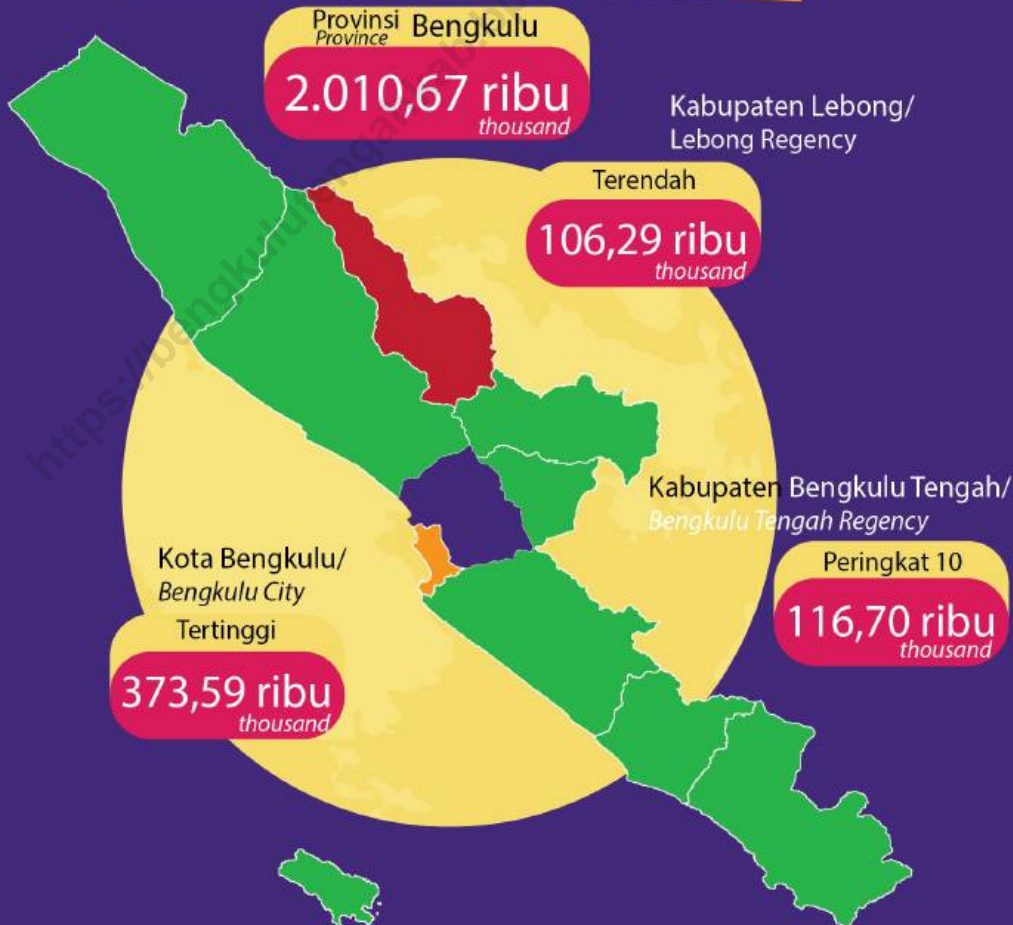 Provinsi Bengkulu
Province
2.010,67 ribu
thousand
Kabupaten Lebong/
Lebong Regency
Terendah
106,29 ribu
thousand
Kabupaten Bengkulu Tengah/
Bengkulu Tengah Regency
Peringkat 10
116,70 ribu
thousand
Kota Bengkulu/
Bengkulu City
Tertinggi
373,59 ribu
thousand